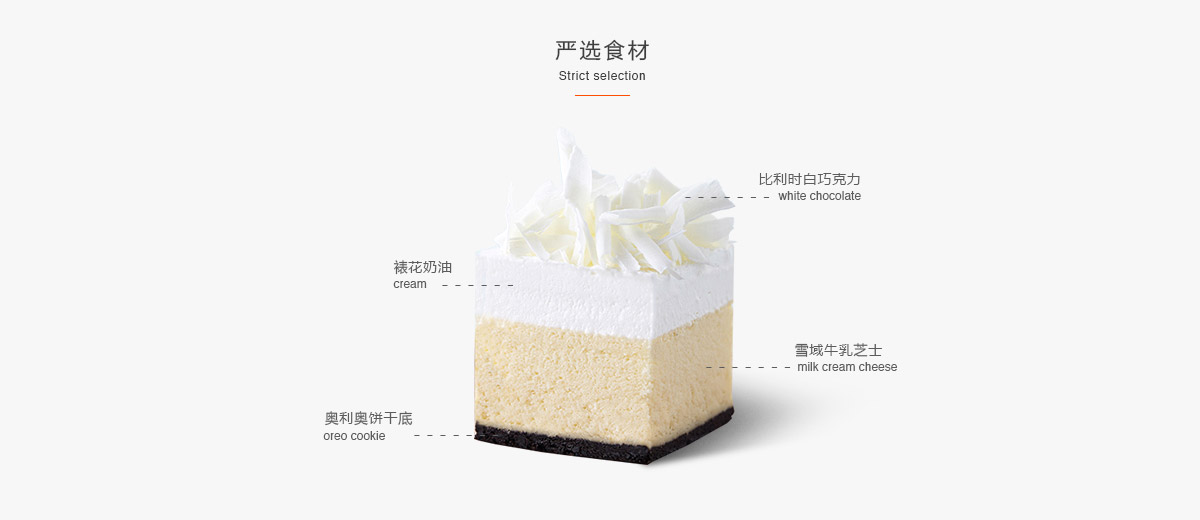 严选食材
Strict selection
比利时白巧克力
white chocolate
裱花奶油
cream
雪域牛乳芝士
milk cream cheese
奥利奥饼干底
oreo cookie